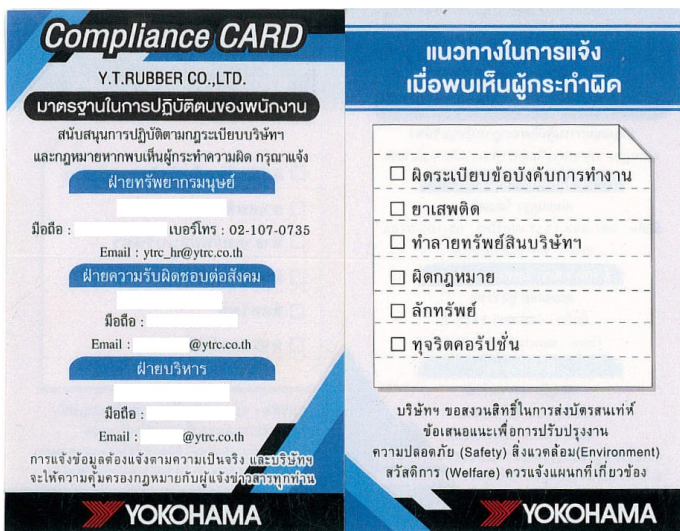 Compliance CARD
Y.T.RUBBER CO.,LTD.
มาตรฐานในการปฏิบัติตนของพนักงาน
สนับสนุนการปฏิบัติตามกฎระเบียบบริษัทฯ
และกฎหมายหากพบเห็นผู้กระทำความผิด กรุณาแจ้ง
ฝ่ายทรัพยากรมนุษย์
มือถือ : เบอร์โทร : 02-107-0735
Email : ytrc_hr@ytrc.co.th
ฝ่ายความรับผิดชอบต่อสังคม
มือถือ :
Email : @ytrc.co.th
ฝ่ายบริหาร
มือถือ :
Email : @ytrc.co.th
การแจ้งข้อมูลต้องแจ้งตามความเป็นจริง และบริษัทฯ
จะให้ความคุ้มครองกฎหมายกับผู้แจ้งข่าวสารทุกท่าน
YOKOHAMA
แนวทางในการแจ้ง
เมื่อพบเห็นผู้กระทำผิด
ผิดระเบียบข้อบังคับการทำงาน
ยาเสพติด
ทำลายทรัพย์สินบริษัทฯ
ผิดกฎหมาย
ลักทรัพย์
ทุจริตคอรัปชั่น
บริษัทฯ ขอสงวนสิทธิ์ในการส่งบัตรสนเท่ห์
ข้อเสนอแนะเพื่อการปรับปรุงงาน
ความปลอดภัย (Safety) สิ่งแวดล้อม(Environment)
สวัสดิการ (Welfare) ควรแจ้งแผนกที่เกี่ยวข้อง
YOKOHAMA